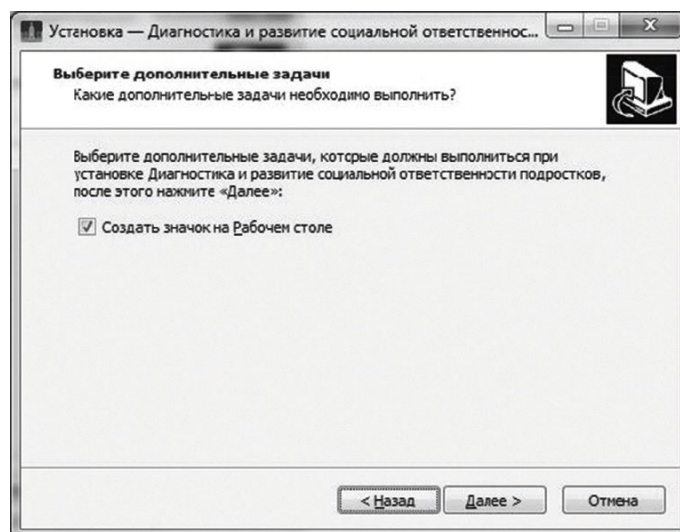 Установка — Диагностика и развитие социальной ответственнос...
Выберите дополнительные задачи
Какие дополнительные задачи необходимо выполнить?
Выберите дополнительные задачи, которые должны выполниться при
установке Диагностика и развитие социальной ответственности подростков,
после этого нажмите «Далее»:
Создать значок на Рабочем столе
< Назад
Далее >
Отмена